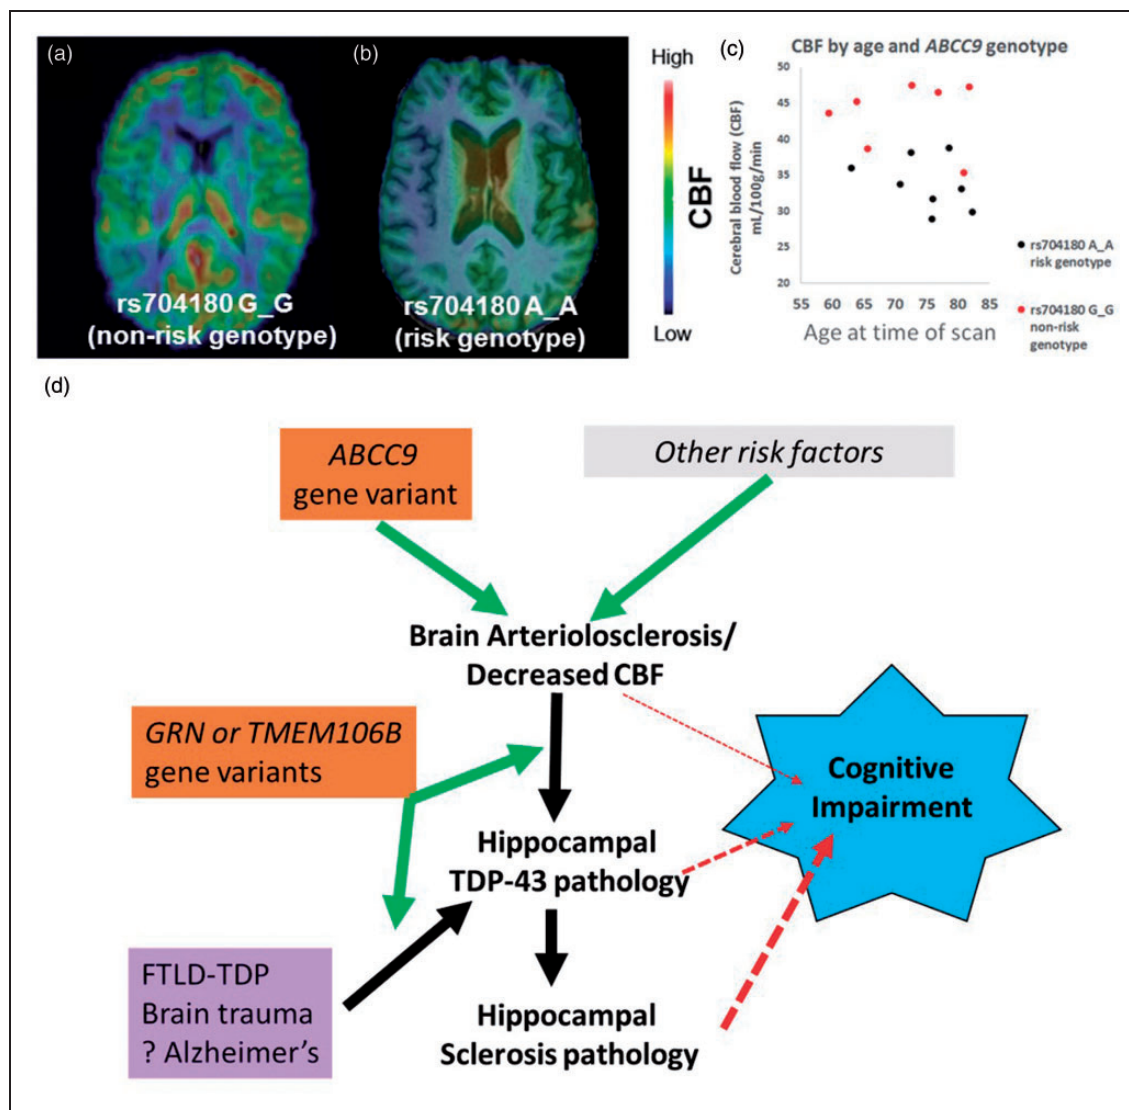 (a)
rs704180 G_G
(non-risk genotype)
(b)
rs704180 A_A
(risk genotype)
High
CBF
Low
(c)
CBF by age and ABCC9 genotype
Cerebral blood flow (CBF)
mL/100g/min
50
45
40
35
30
25
20
55
60
65
70
75
80
85
Age at time of scan
rs704180 A_A
risk genotype
rs704180 G_G
non-risk
genotype
(d)
ABCC9
gene variant
Other risk factors
Brain Arteriolosclerosis/
Decreased CBF
GRN or TMEM106B
gene variants
Cognitive
Impairment
Hippocampal
TDP-43 pathology
FTLD-TDP
Brain trauma
? Alzheimer's
Hippocampal
Sclerosis pathology